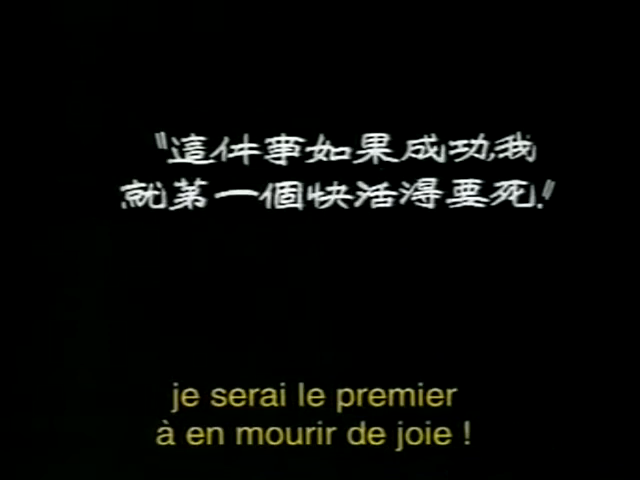 "這件事如果成功,我
就第一個快活得要死."
je serai le premier
à en mourir de joie !